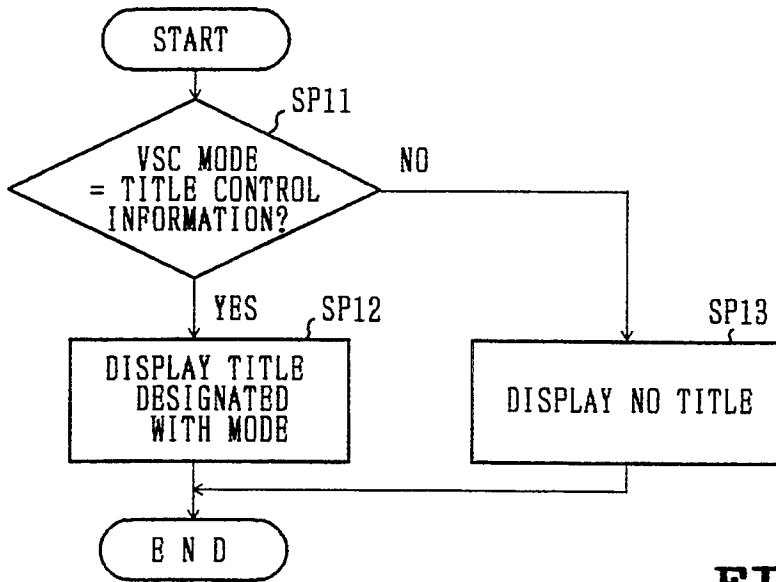 START
SP11
VSC MODE
= TITLE CONTROL
INFORMATION?
NO
YES
SP12
SP13
DISPLAY TITLE
DESIGNATED
WITH MODE
DISPLAY NO TITLE
E N D